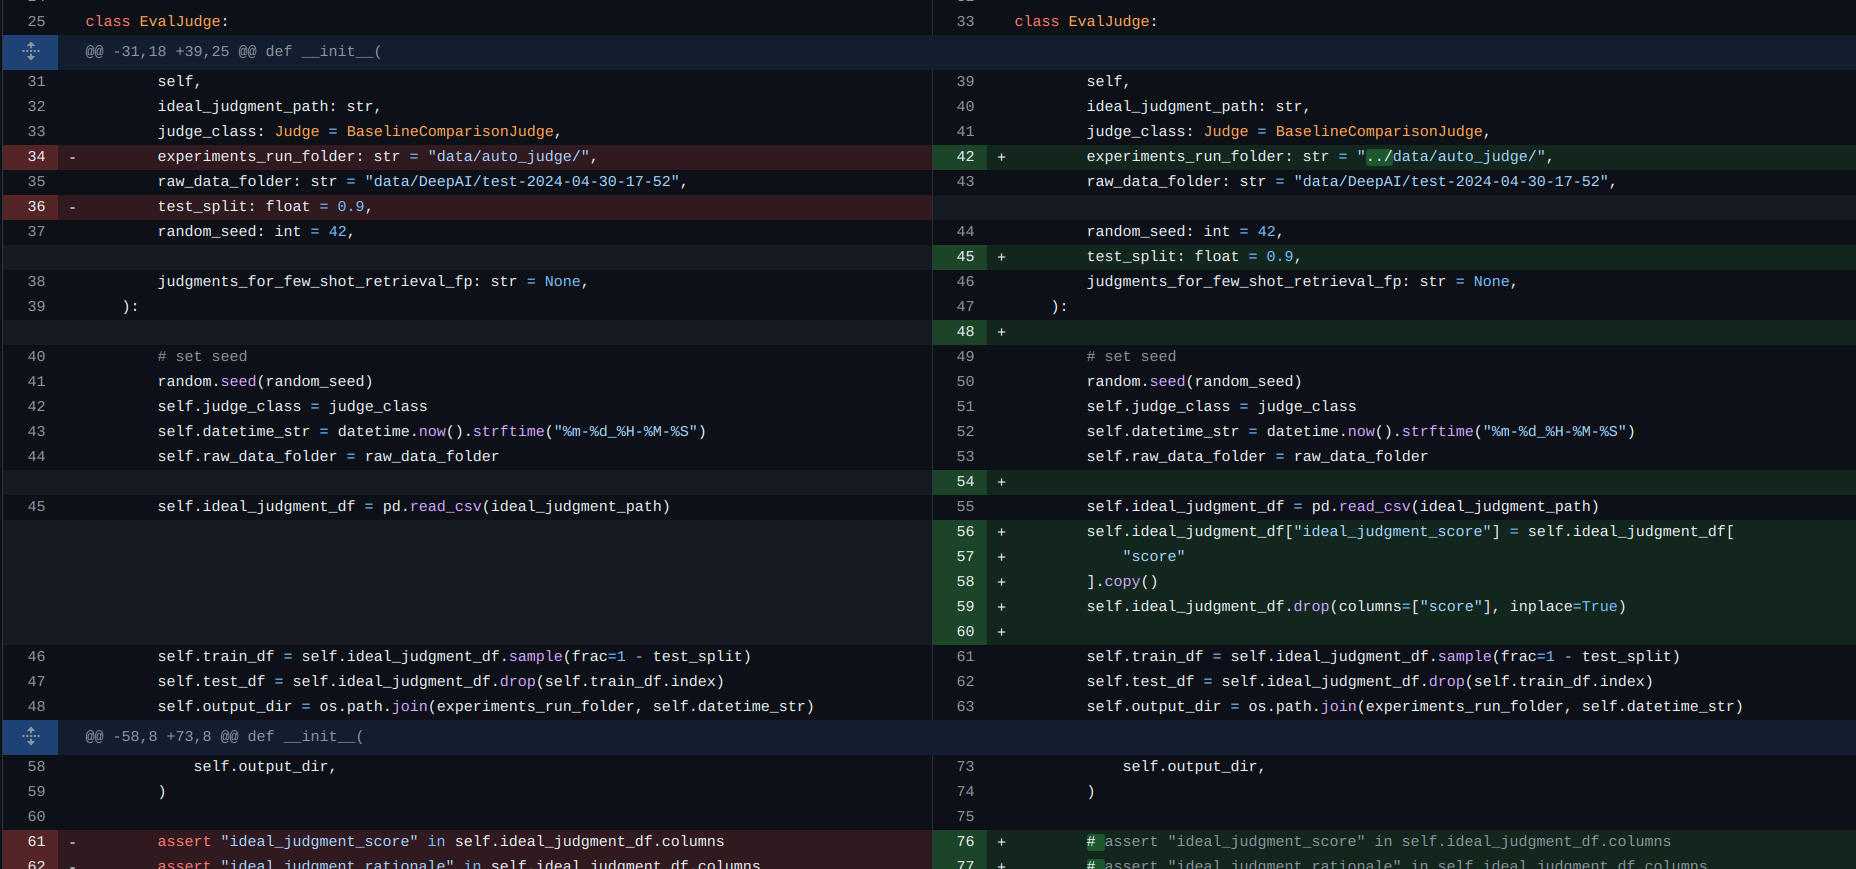 25 class EvalJudge:
@@ -31,18 +39,25 @@ def __init__(
31 self,
32 ideal_judgment_path: str,
33 judge_class: Judge = BaselineComparisonJudge,
34 - experiments_run_folder: str = "data/auto_judge/",
35 raw_data_folder: str = "data/DeepAI/test-2024-04-30-17-52",
36 - test_split: float = 0.9,
37 random_seed: int = 42,
38 judgments_for_few_shot_retrieval_fp: str = None,
39 ):
40 # set seed
41 random.seed(random_seed)
42 self.judge_class = judge_class
43 self.datetime_str = datetime.now().strftime("%m-%d_%H-%M-%S")
44 self.raw_data_folder = raw_data_folder
45 self.ideal_judgment_df = pd.read_csv(ideal_judgment_path)
46 self.train_df = self.ideal_judgment_df.sample(frac=1 - test_split)
47 self.test_df = self.ideal_judgment_df.drop(self.train_df.index)
48 self.output_dir = os.path.join(experiments_run_folder, self.datetime_str)
@@ -58,8 +73,8 @@ def __init__(
58 self.output_dir,
59 )
60
61 - assert "ideal_judgment_score" in self.ideal_judgment_df.columns
62 - assert "ideal_judgment_rationale" in self.ideal_judgment_df.columns
33 class EvalJudge:
39 self,
40 ideal_judgment_path: str,
41 judge_class: Judge = BaselineComparisonJudge,
42 + experiments_run_folder: str = "../data/auto_judge/",
43 raw_data_folder: str = "data/DeepAI/test-2024-04-30-17-52",
44 random_seed: int = 42,
45 + test_split: float = 0.9,
46 judgments_for_few_shot_retrieval_fp: str = None,
47 ):
48 +
49 # set seed
50 random.seed(random_seed)
51 self.judge_class = judge_class
52 self.datetime_str = datetime.now().strftime("%m-%d_%H-%M-%S")
53 self.raw_data_folder = raw_data_folder
54 +
55 self.ideal_judgment_df = pd.read_csv(ideal_judgment_path)
56 + self.ideal_judgment_df["ideal_judgment_score"] = self.ideal_judgment_df[
57 + "score"
58 + ].copy()
59 + self.ideal_judgment_df.drop(columns=["score"], inplace=True)
60 +
61 self.train_df = self.ideal_judgment_df.sample(frac=1 - test_split)
62 self.test_df = self.ideal_judgment_df.drop(self.train_df.index)
63 self.output_dir = os.path.join(experiments_run_folder, self.datetime_str)
73 self.output_dir,
74 )
75
76 + # assert "ideal_judgment_score" in self.ideal_judgment_df.columns
77 + # assert "ideal_judgment_rationale" in self.ideal_judgment_df.columns